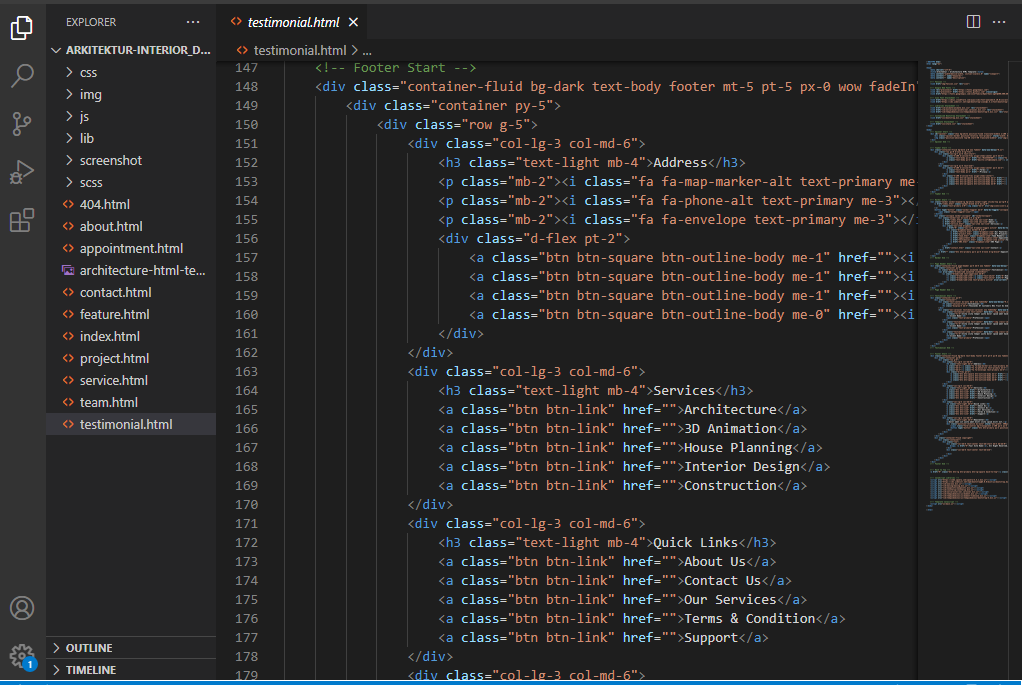 EXPLORER
ARKITEKTUR-INTERIOR_D...
css
img
js
lib
screenshot
scss
404.html
about.html
appointment.html
architecture-html-te...
contact.html
feature.html
index.html
project.html
service.html
team.html
testimonial.html
OUTLINE
TIMELINE
1
testimonial.html
testimonial.html > ...
147 <!-- Footer Start -->
148 <div class="container-fluid bg-dark text-body footer mt-5 pt-5 px-0 wow fadeIn"
149 <div class="container py-5">
150 <div class="row g-5">
151 <div class="col-lg-3 col-md-6">
152 <h3 class="text-light mb-4">Address</h3>
153 <p class="mb-2"><i class="fa fa-map-marker-alt text-primary me-
154 <p class="mb-2"><i class="fa fa-phone-alt text-primary me-3"></
155 <p class="mb-2"><i class="fa fa-envelope text-primary me-3"></i
156 <div class="d-flex pt-2">
157 <a class="btn btn-square btn-outline-body me-1" href=""><i
158 <a class="btn btn-square btn-outline-body me-1" href=""><i
159 <a class="btn btn-square btn-outline-body me-1" href=""><i
160 <a class="btn btn-square btn-outline-body me-0" href=""><i
161 </div>
162 </div>
163 <div class="col-lg-3 col-md-6">
164 <h3 class="text-light mb-4">Services</h3>
165 <a class="btn btn-link" href="">Architecture</a>
166 <a class="btn btn-link" href="">3D Animation</a>
167 <a class="btn btn-link" href="">House Planning</a>
168 <a class="btn btn-link" href="">Interior Design</a>
169 <a class="btn btn-link" href="">Construction</a>
170 </div>
171 <div class="col-lg-3 col-md-6">
172 <h3 class="text-light mb-4">Quick Links</h3>
173 <a class="btn btn-link" href="">About Us</a>
174 <a class="btn btn-link" href="">Contact Us</a>
175 <a class="btn btn-link" href="">Our Services</a>
176 <a class="btn btn-link" href="">Terms & Condition</a>
177 <a class="btn btn-link" href="">Support</a>
178 </div>
179 <div class="col-lg-3 col-md-6">